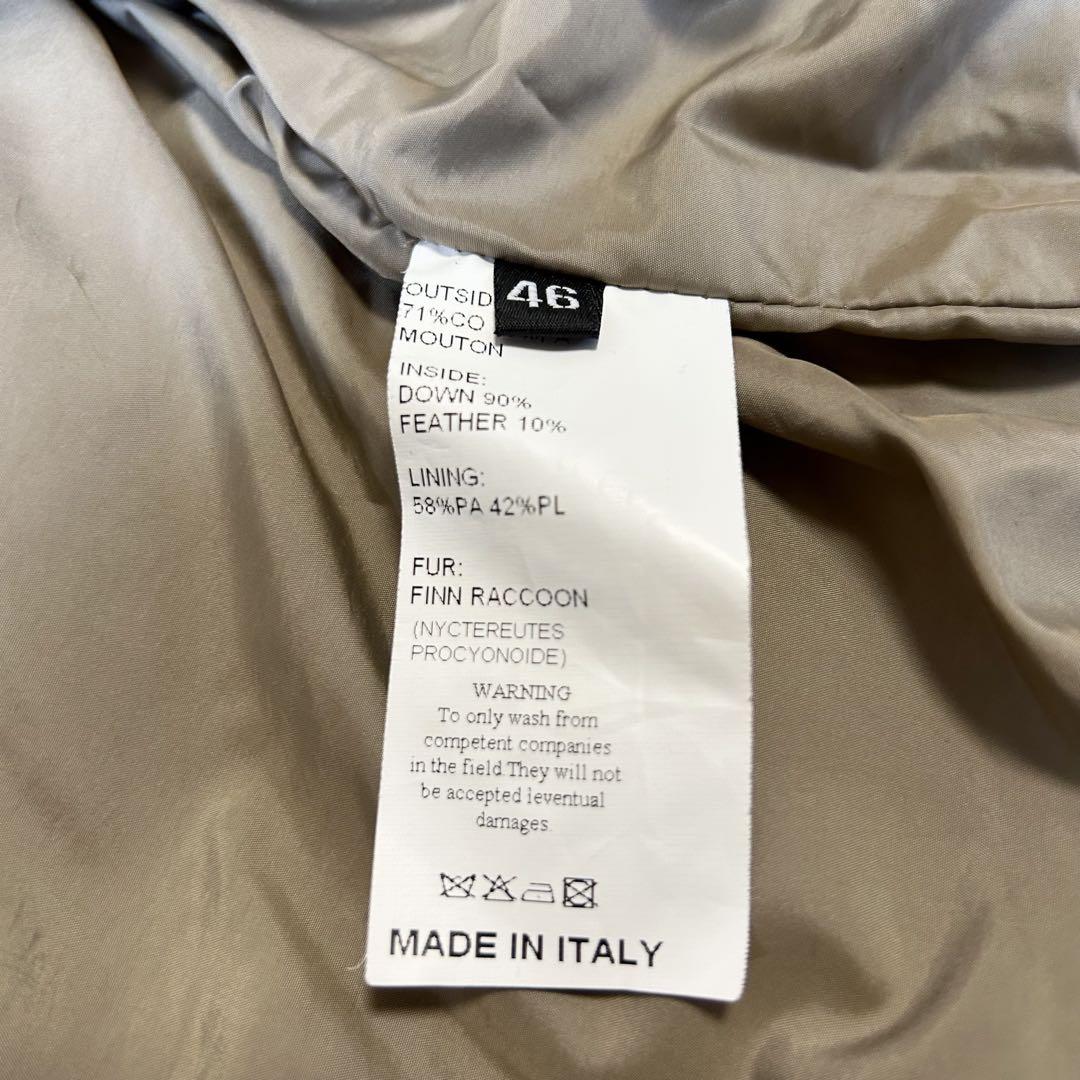 46
OUTSID
71%CO
MOUTON
INSIDE:
DOWN 90%
FEATHER 10%
LINING:
58%PA 42%PL
FUR:
FINN RACCOON
(NYCTEREUTES
PROCYONOIDE)
WARNING
To only wash from
competent companies
in the field.They will not
be accepted leventual
damages.
MADE IN ITALY